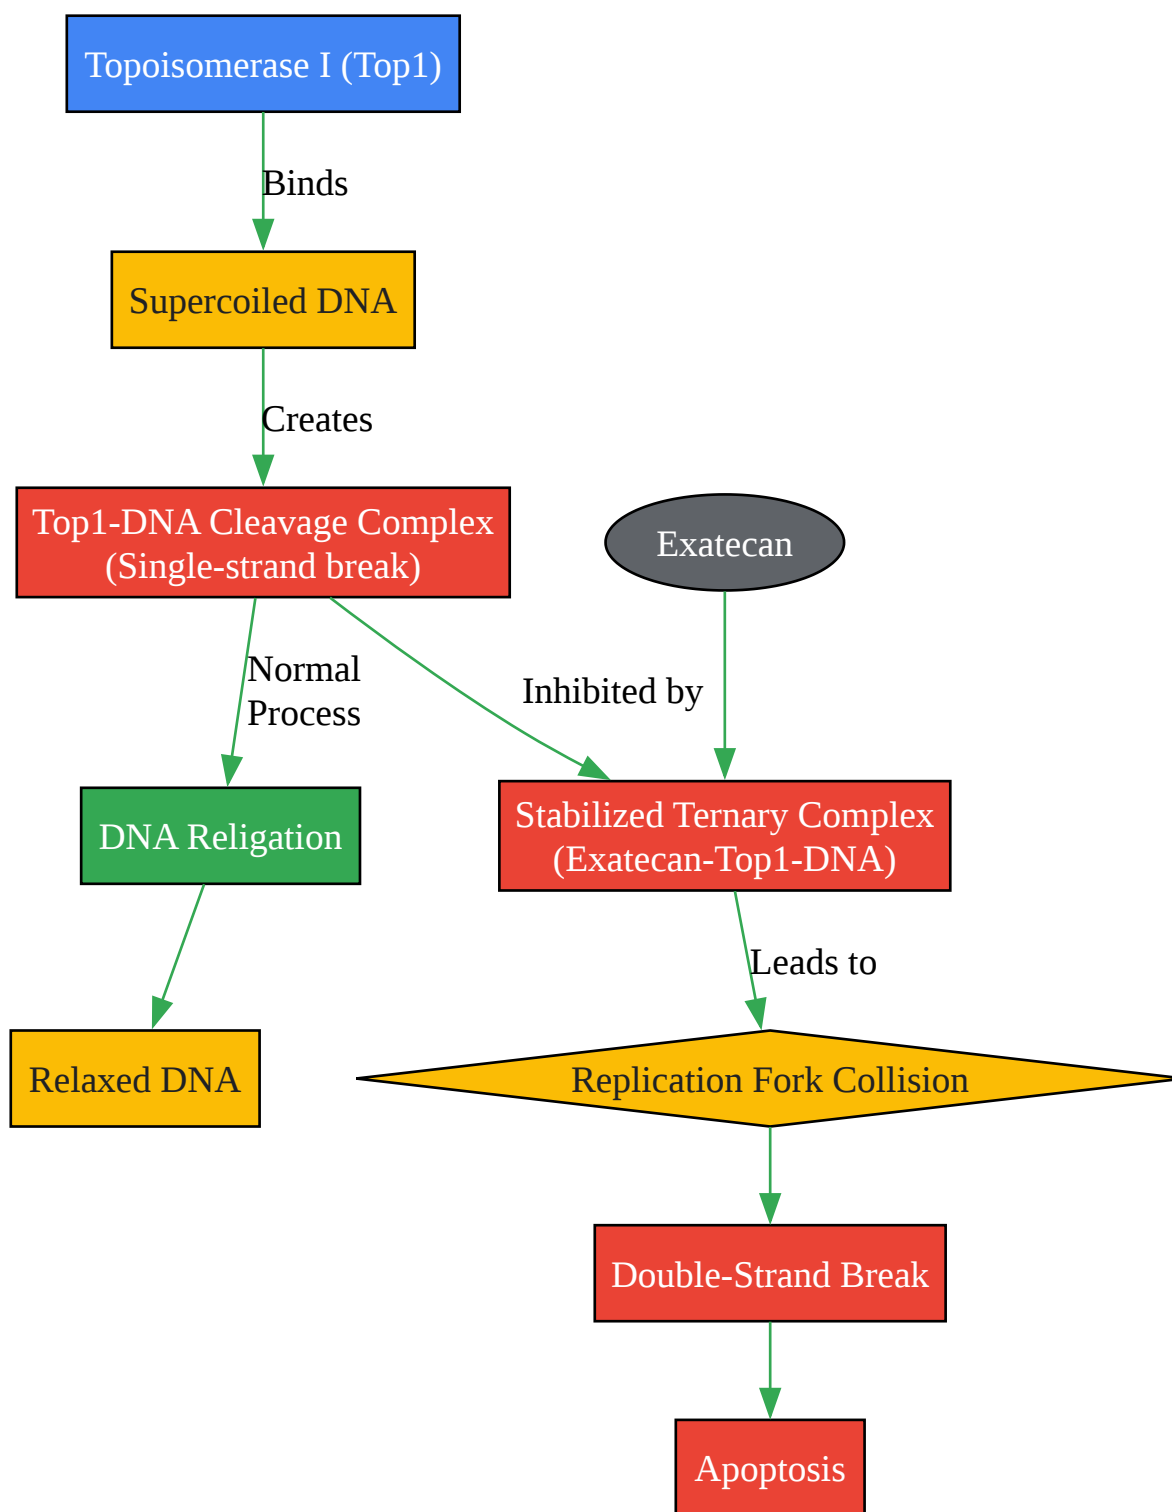 Topoisomerase I (Top1)
Binds
Supercoiled DNA
Creates
Top1-DNA Cleavage Complex
(Single-strand break)
Exatecan
Normal
Process
Inhibited by
DNA Religation
Stabilized Ternary Complex
(Exatecan-Top1-DNA)
Leads to
Relaxed DNA
Replication Fork Collision
Double-Strand Break
Apoptosis